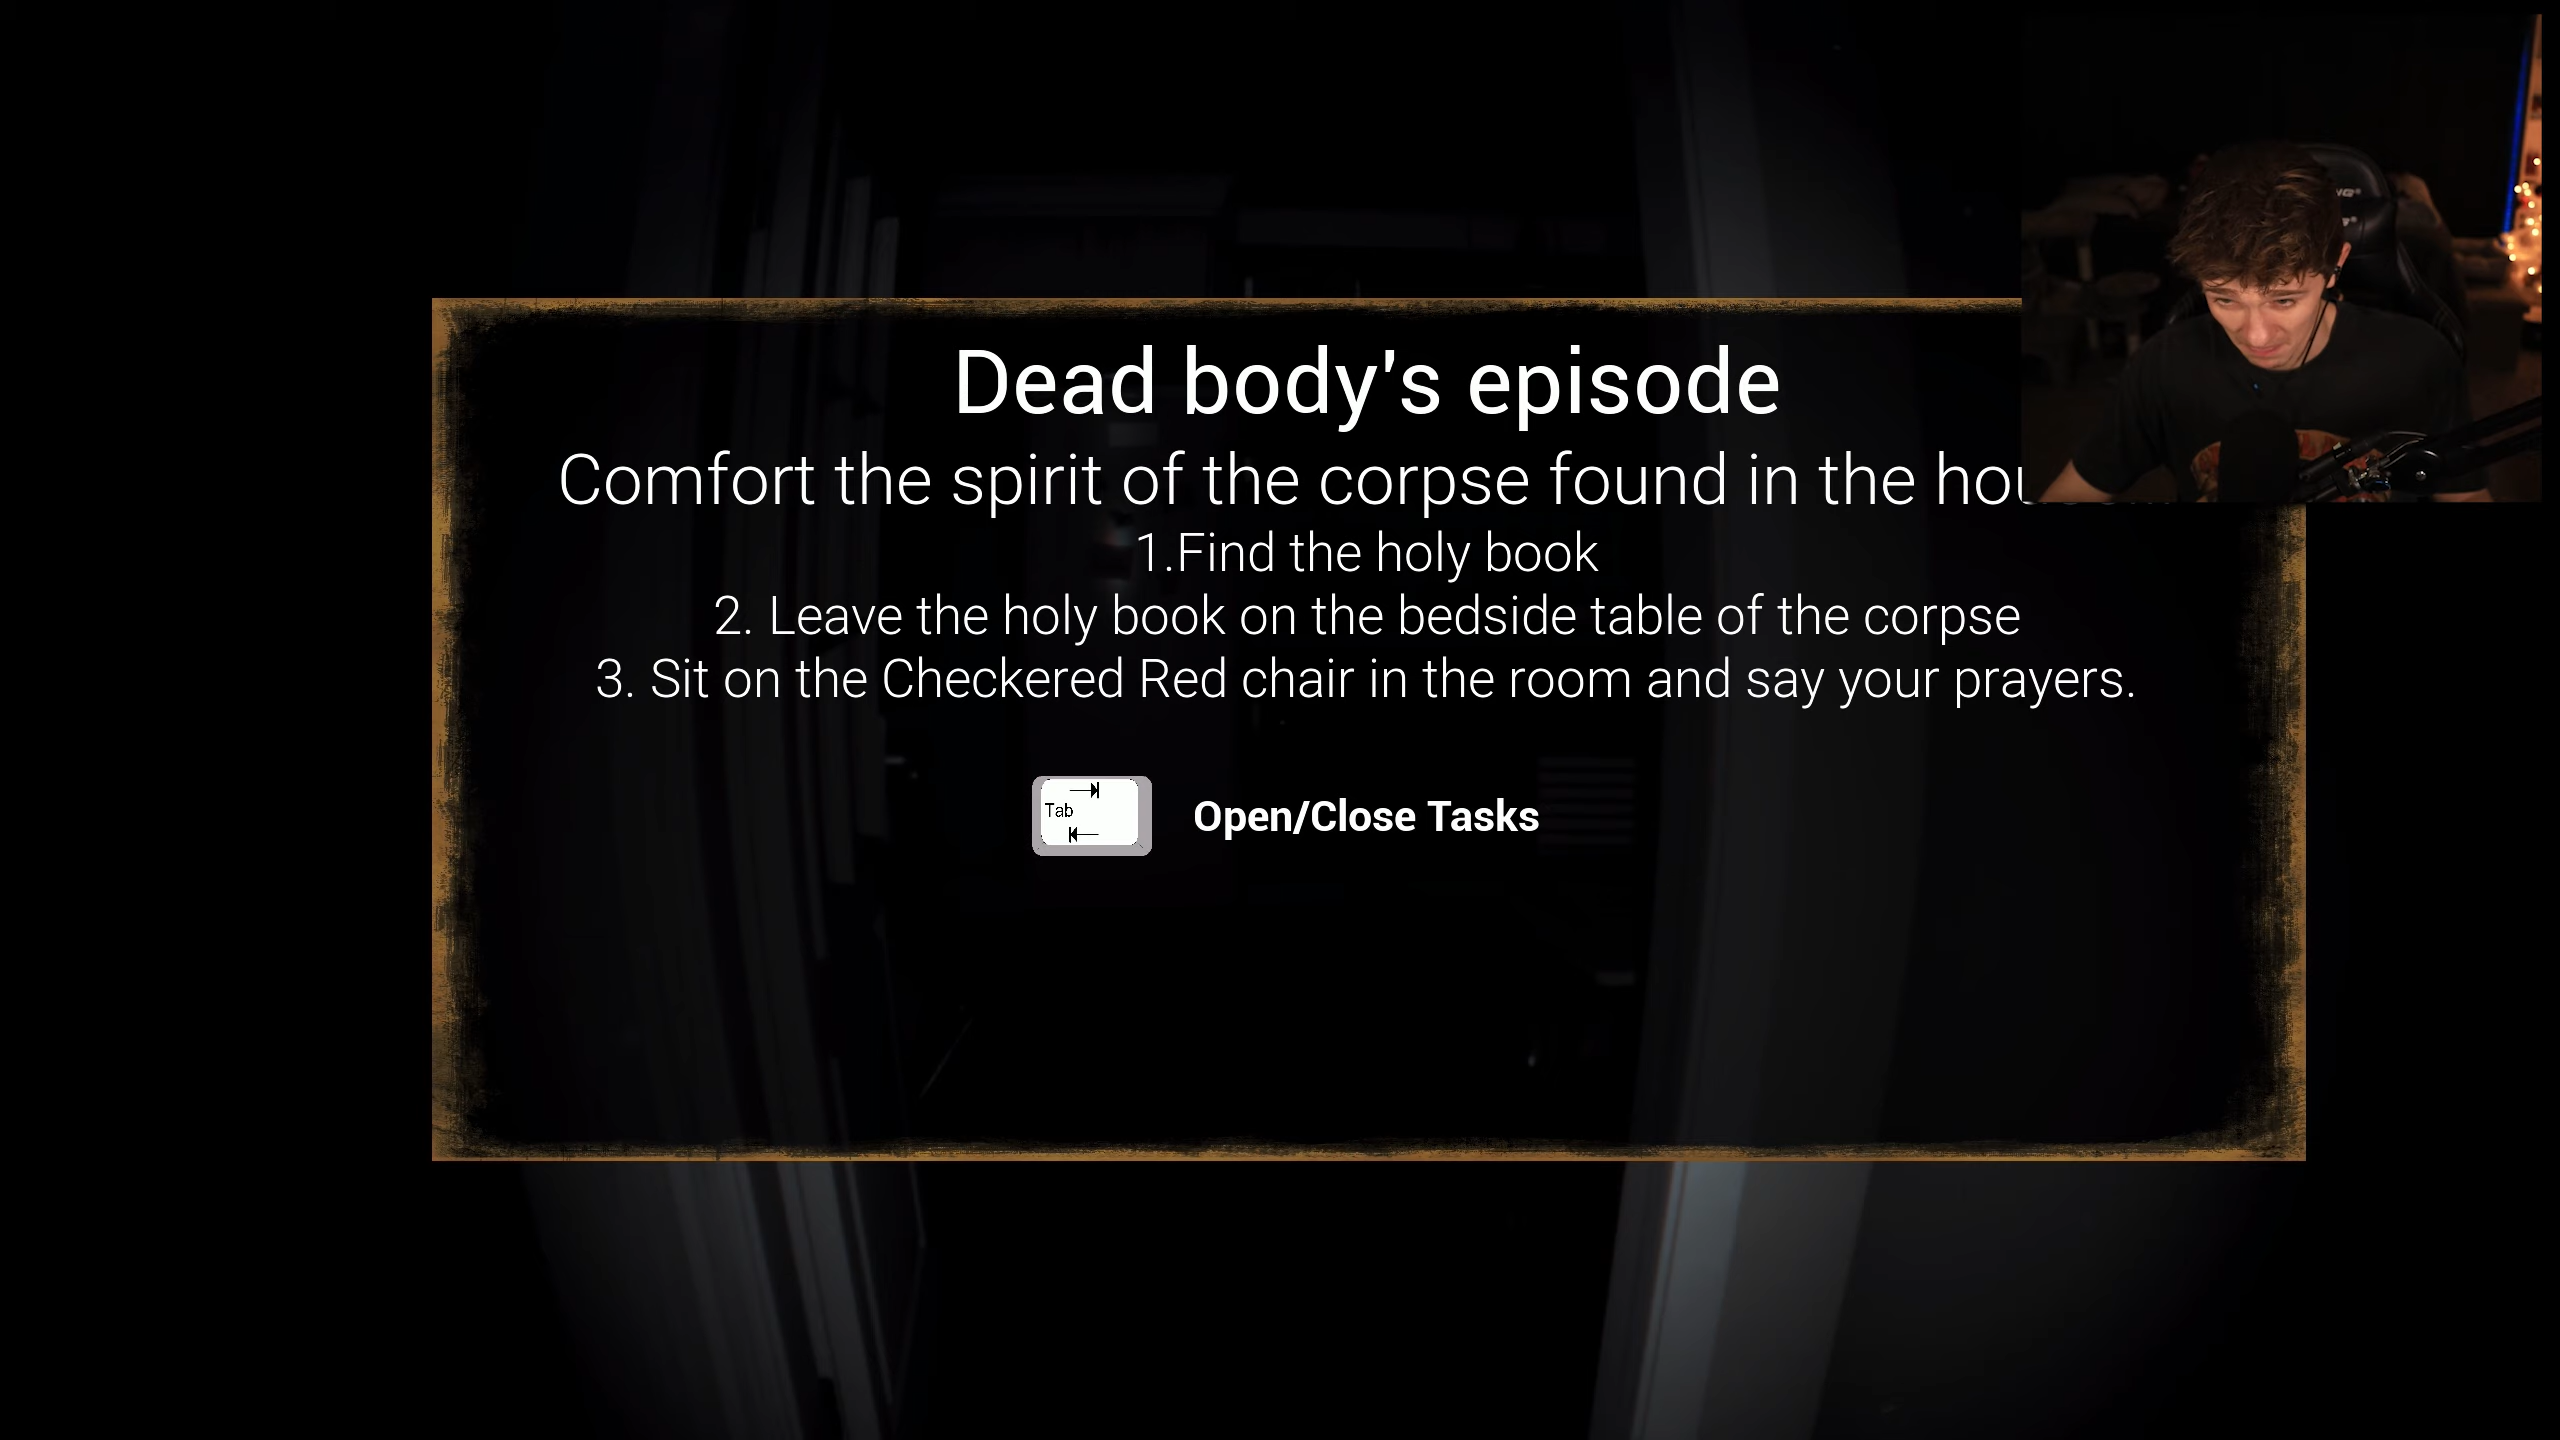 Dead body's episode
Comfort the spirit of the corpse found in the
1.Find the holy book
2. Leave the holy book on the bedside table of the corpse
3. Sit on the Checkered Red chair in the room and say your prayers.
Tab
Open/Close Tasks